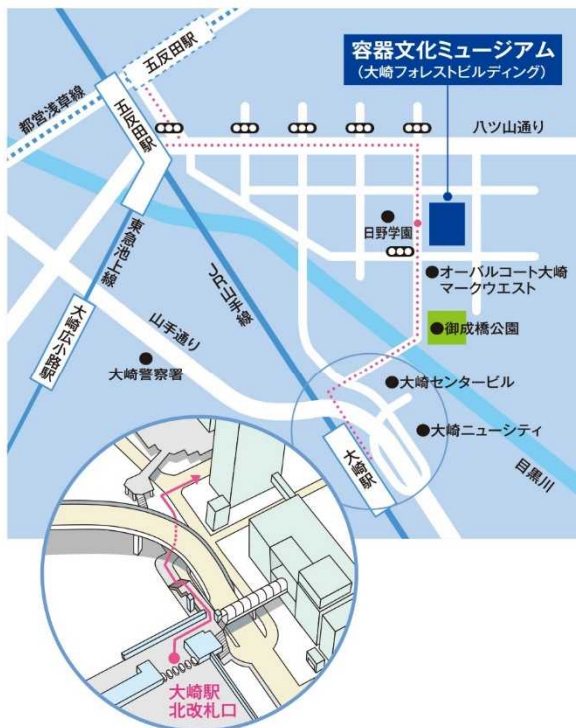 五反田駅
容器文化ミュージアム
（大崎フォレストビルディング）
都営浅草線
五反田駅
八ツ山通り
日野学園
東急池上線
JR山手線
オーバルコート大崎
マークウエスト
大崎広小路駅
山手通り
御成橋公園
大崎警察署
大崎センタービル
大崎ニューシティ
大崎駅
目黒川
大崎駅
北改札口